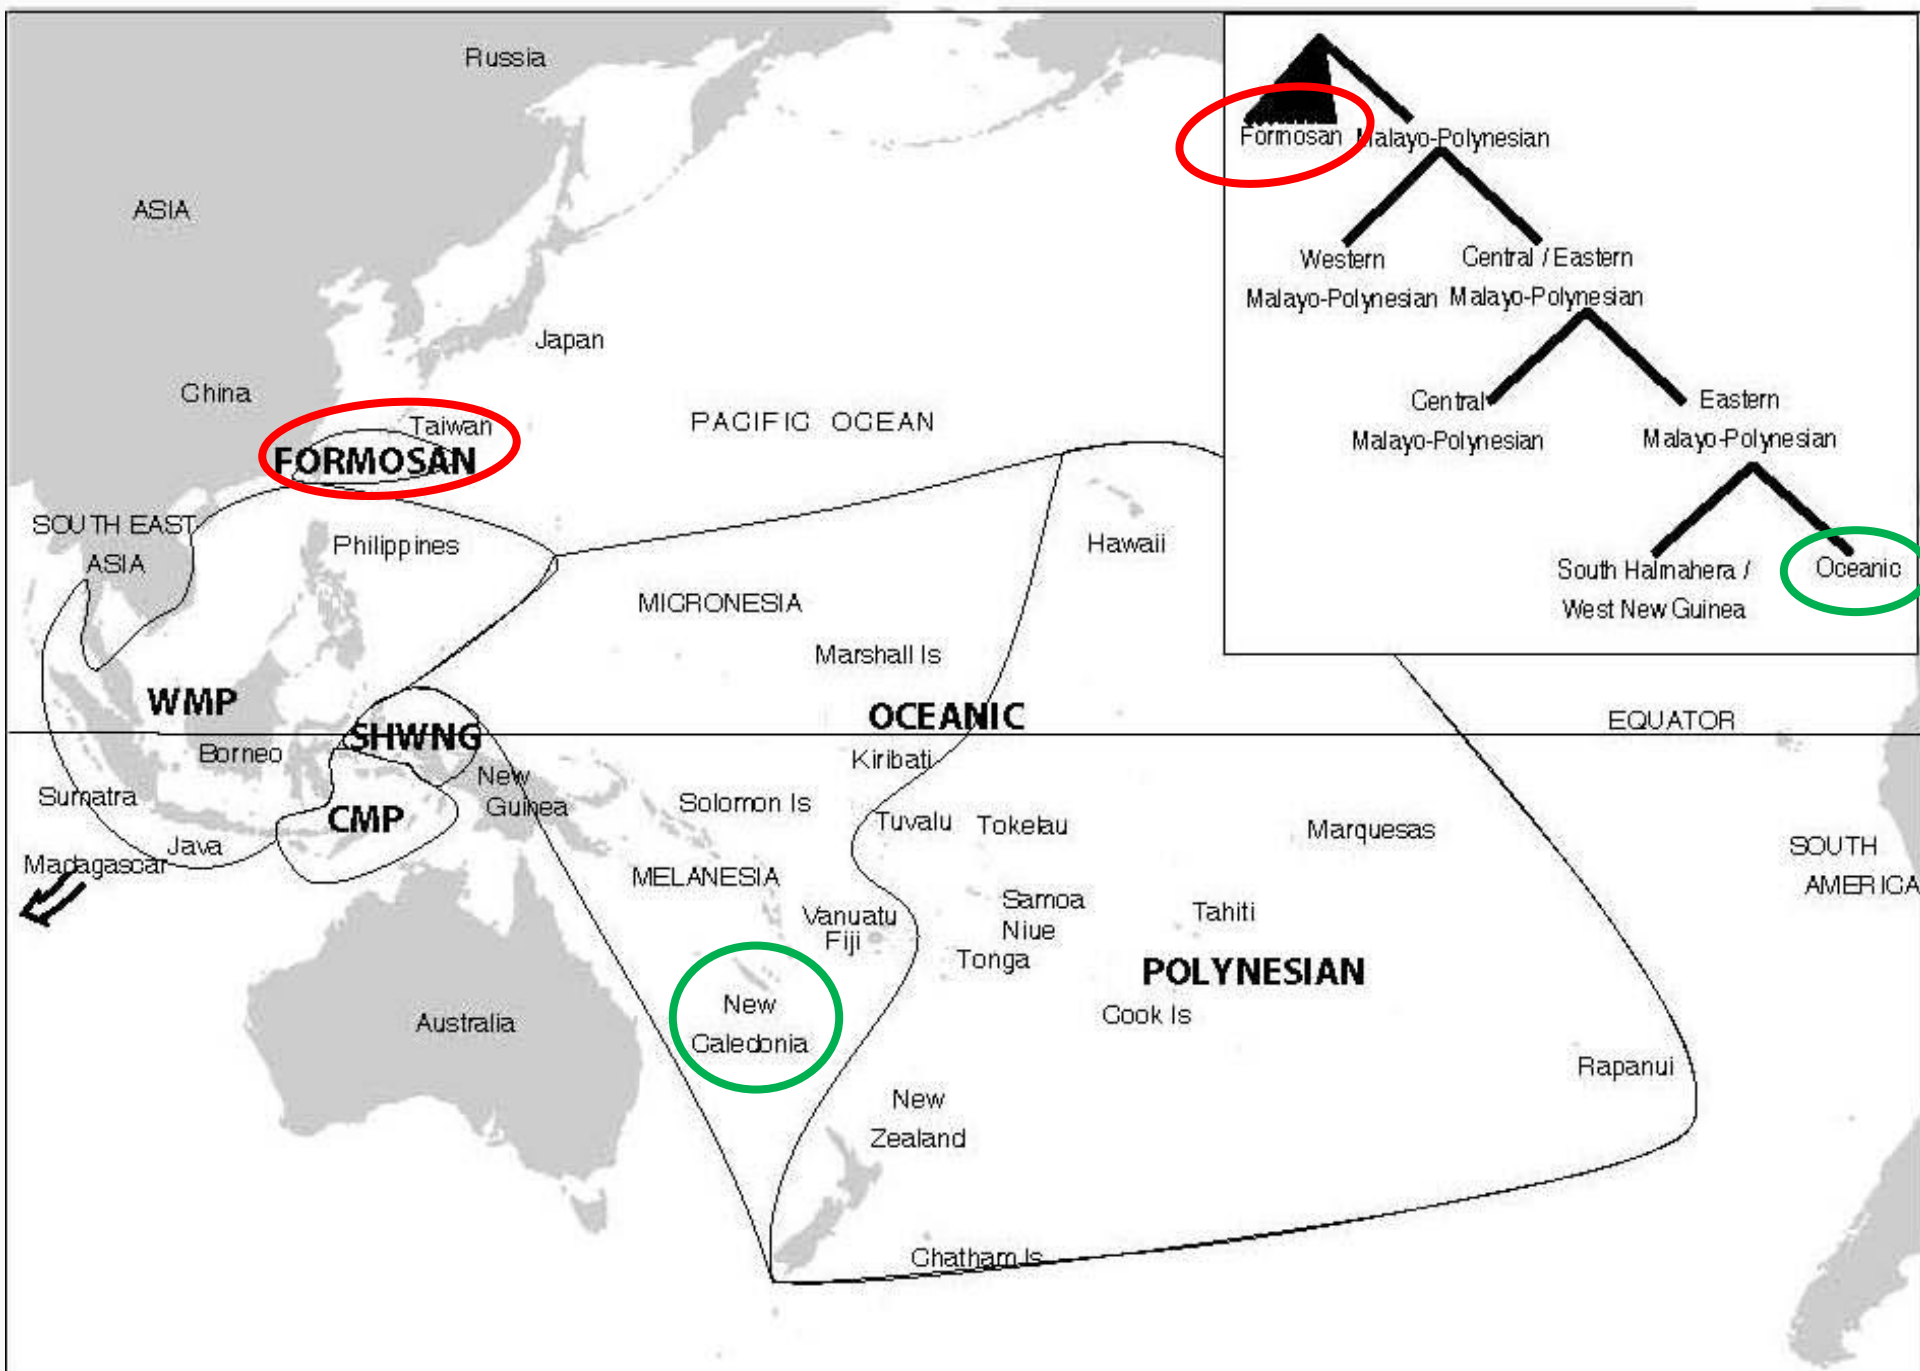 Russia
ASIA
China
Japan
Taiwan
FORMOSAN
PACIFIC OCEAN
SOUTH EAST
ASIA
Philippines
Hawaii
MICRONESIA
Marshall Is
WMP
SHWNG
OCEANIC
EQUATOR
Borneo
Kiribati
New
Guinea
Sumatra
CMP
Solomon Is
Tuvalu
Tokelau
Marquesas
Java
Madagascar
MELANESIA
SOUTH
AMERICA
Samoa
Niue
Tahiti
Vanuatu
Fiji
Tonga
POLYNESIAN
New
Caledonia
Cook Is
Australia
Rapanui
New
Zealand
Chatham Is
Formosan
Malayo-Polynesian
Western
Malayo-Polynesian
Central / Eastern
Malayo-Polynesian
Central
Malayo-Polynesian
Eastern
Malayo-Polynesian
South Halmahera /
West New Guinea
Oceanic